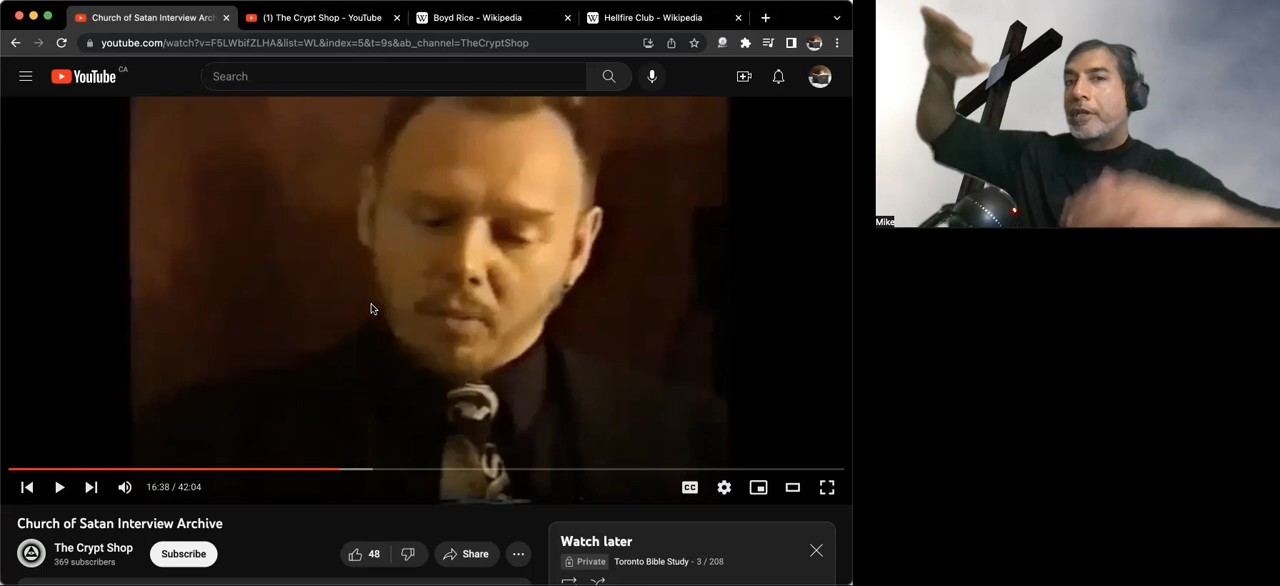 Church of Satan Interview Arch
(1) The Crypt Shop - YouTube
Boyd Rice - Wikipedia
Hellfire Club - Wikipedia
youtube.com/watch?v=F5LWbifZLHA&list=WL&index=5&t=9s&ab_channel=TheCryptShop
YouTube CA
Search
Mike
16:38 / 42:04
CC
Church of Satan Interview Archive
The Crypt Shop
369 subscribers
Subscribe
48
Share
Watch later
Private
Toronto Bible Study - 3 / 208